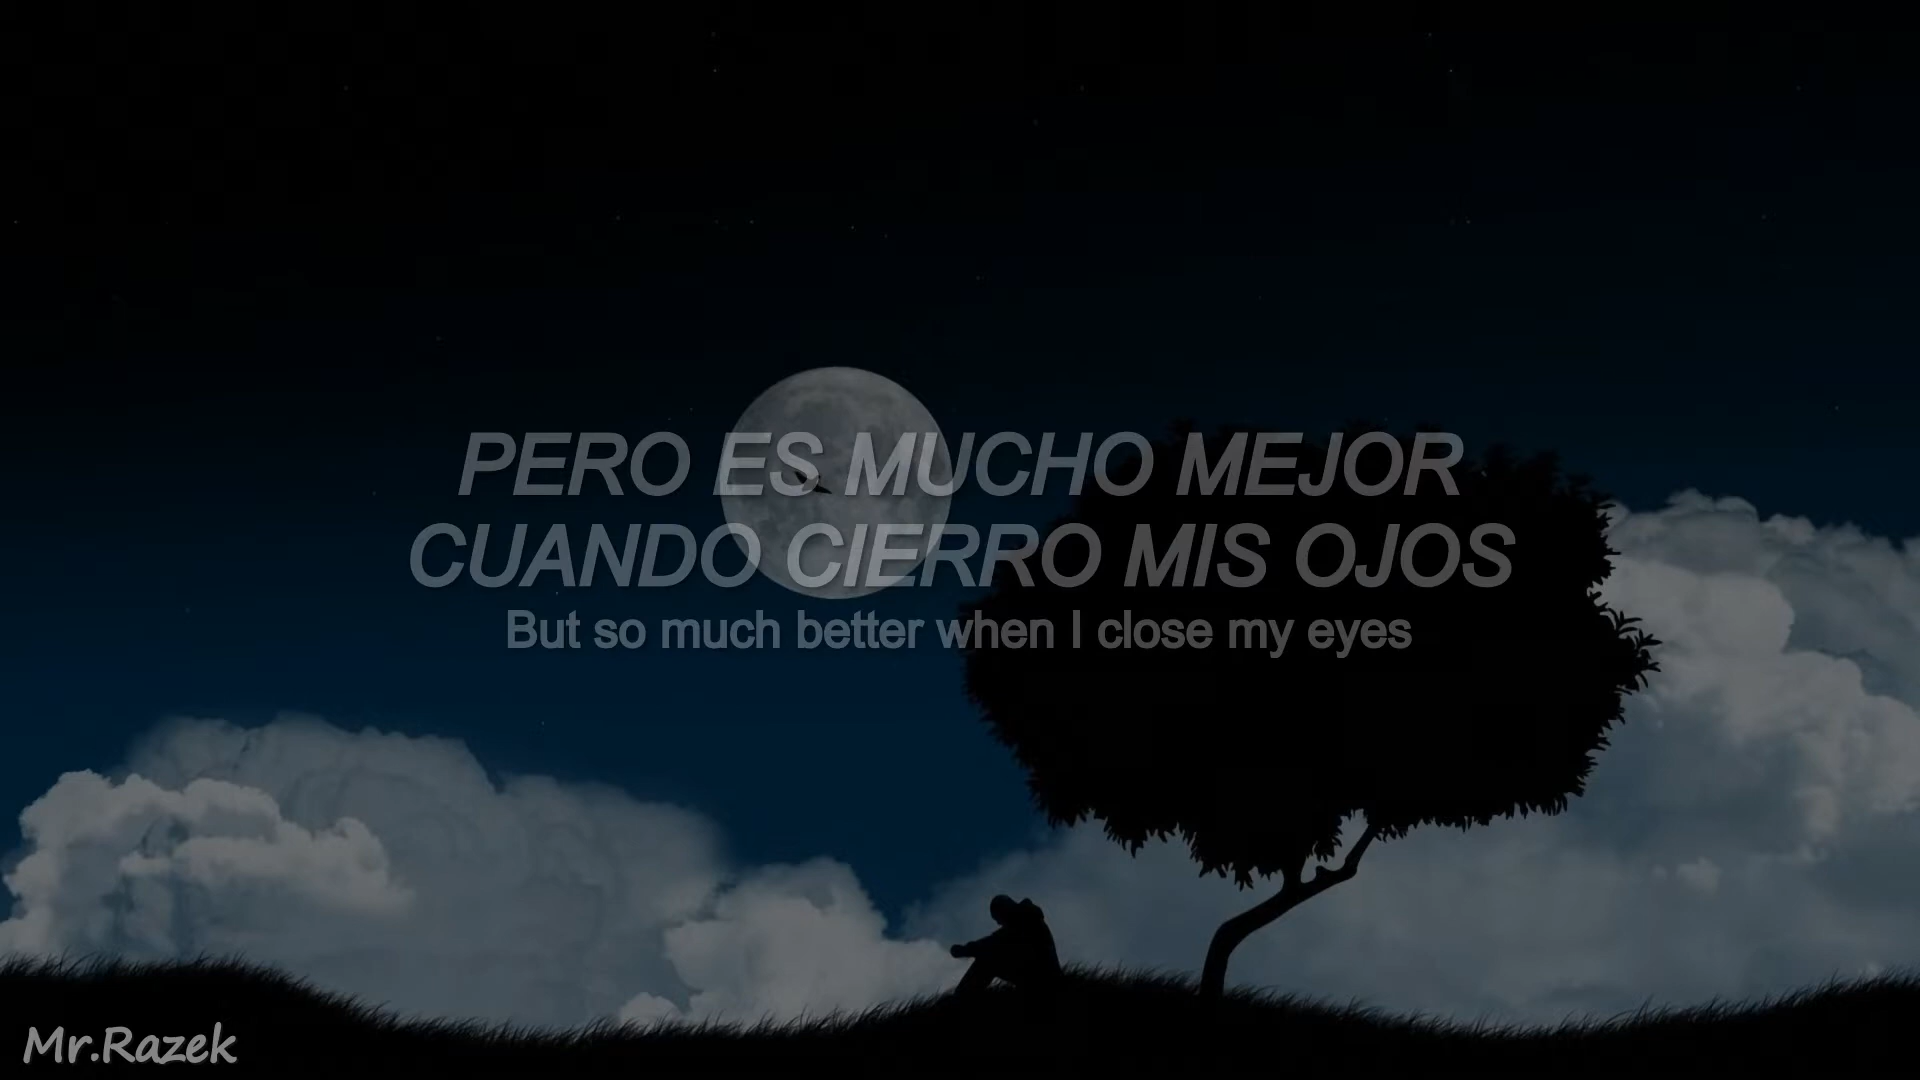 PERO ES MUCHO MEJOR
CUANDO CIERRO MIS OJOS
But so much better when I close my eyes
Mr.Razek